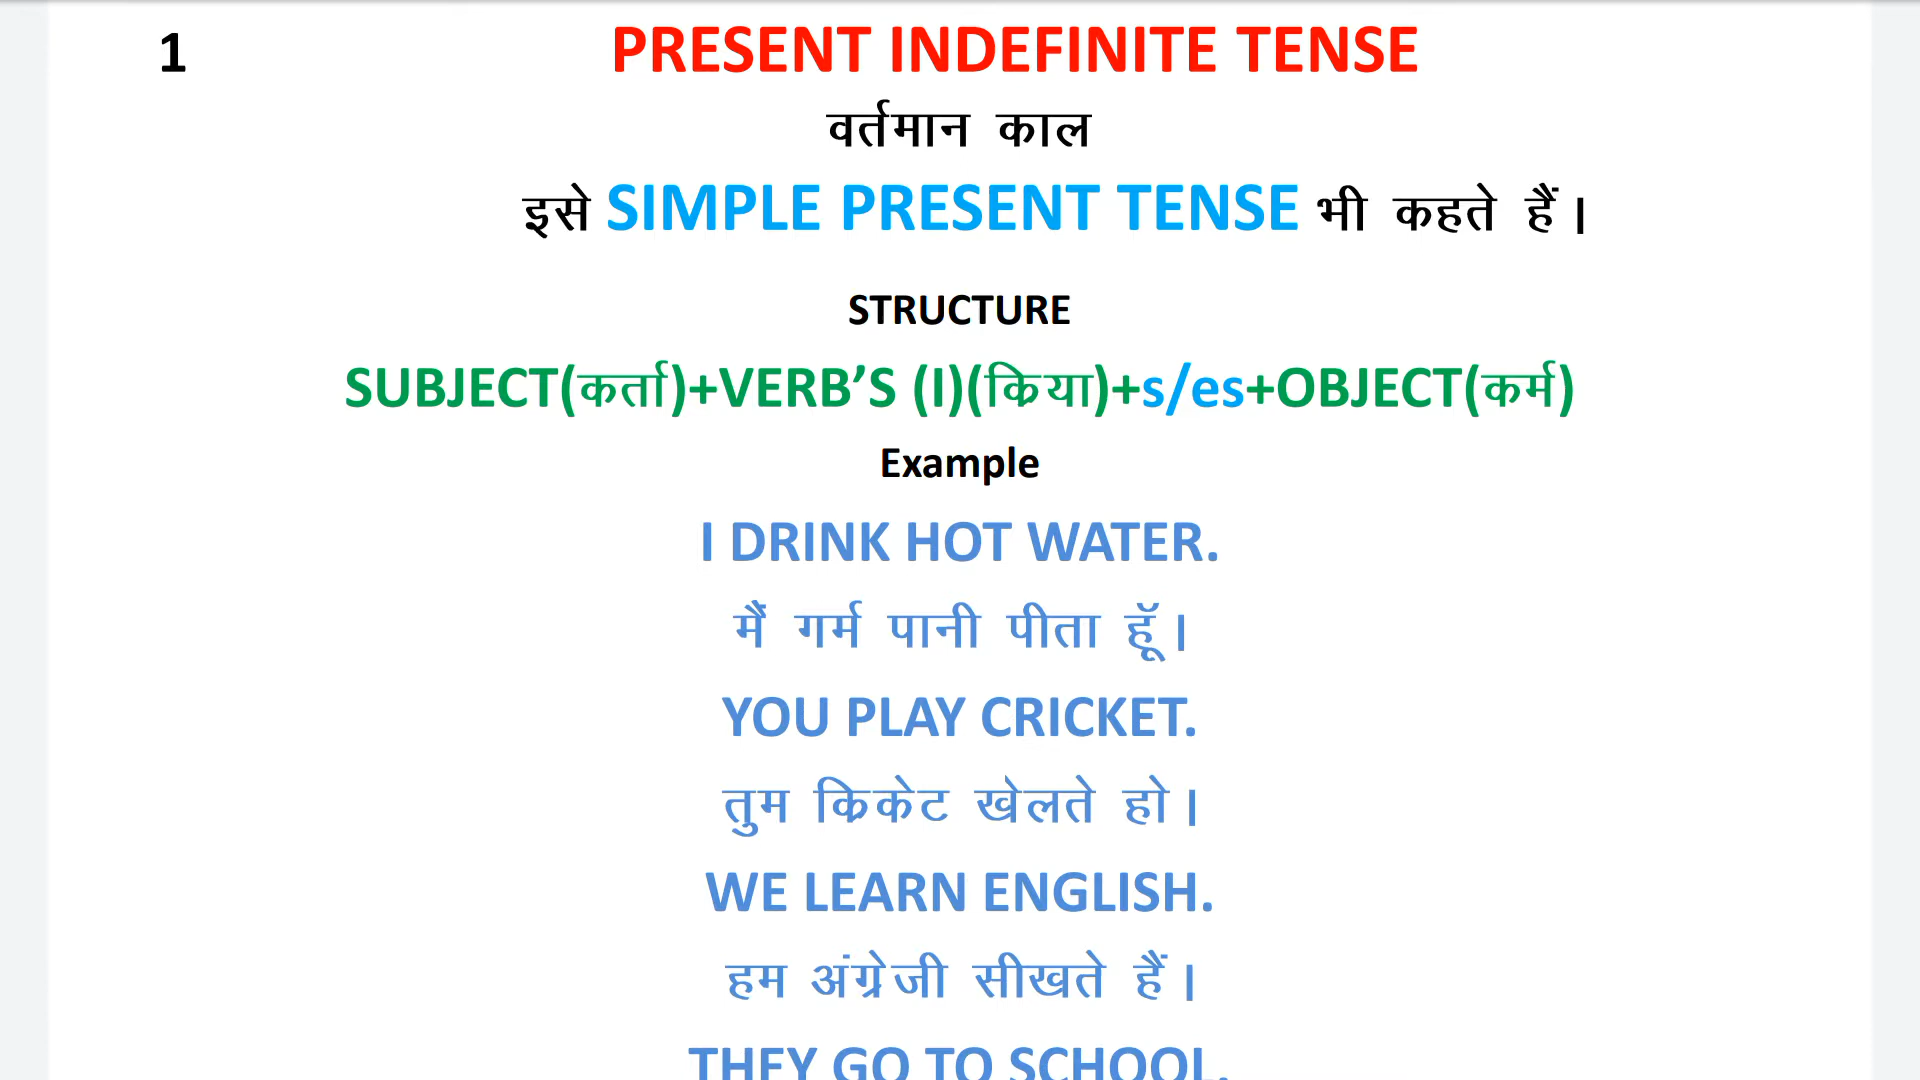 1 PRESENT INDEFINITE TENSE
वर्तमान काल
इसे SIMPLE PRESENT TENSE भी कहते हैं।
STRUCTURE
SUBJECT(कर्ता)+VERB’S (I)(क्रिया)+s/es+OBJECT(कर्म)
Example
I DRINK HOT WATER.
मैं गर्म पानी पीता हूॅ।
YOU PLAY CRICKET.
तुम क्रिकेट खेलते हो।
WE LEARN ENGLISH.
हम अंग्रेजी सीखते हैं।
THEY GO TO SCHOOL.